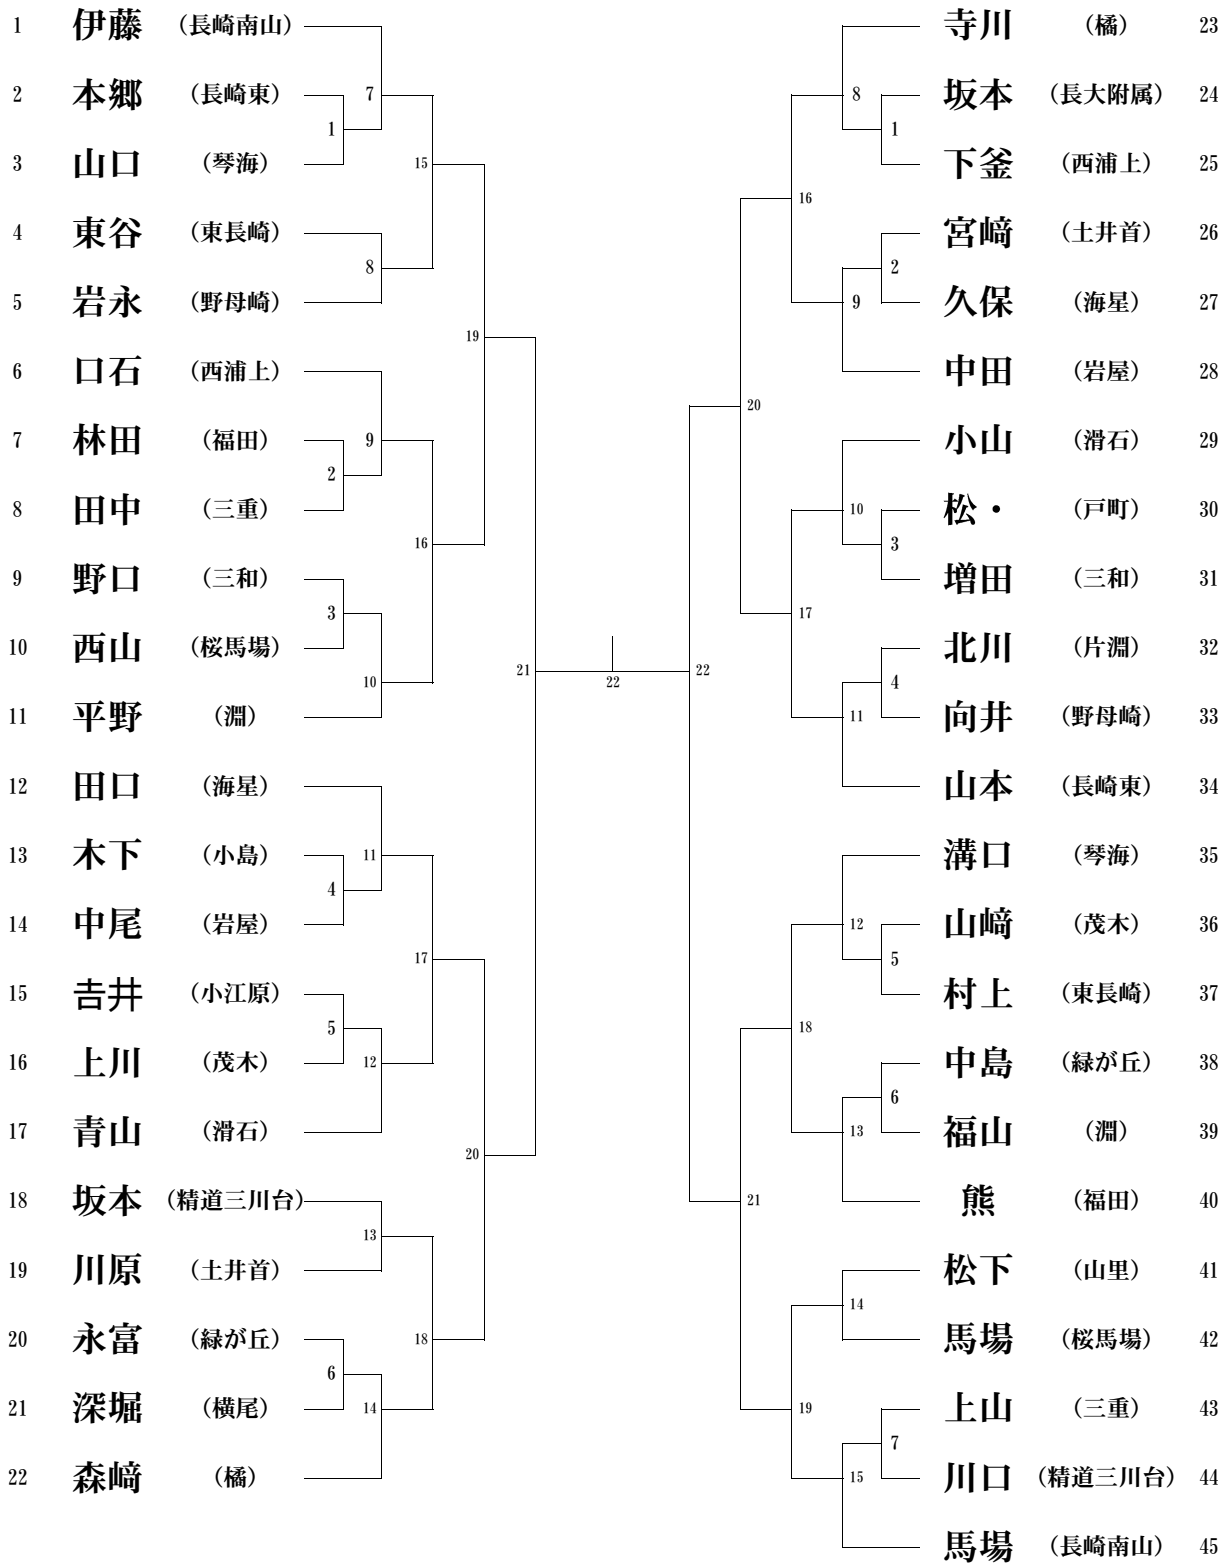 1 伊藤 （長崎南山）
2 本郷 （長崎東）
3 山口 （琴海）
4 東谷 （東長崎）
5 岩永 （野母崎）
6 口石 （西浦上）
7 林田 （福田）
8 田中 （三重）
9 野口 （三和）
10 西山 （桜馬場）
11 平野 （淵）
12 田口 （海星）
13 木下 （小島）
14 中尾 （岩屋）
15 𠮷井 （小江原）
16 上川 （茂木）
17 青山 （滑石）
18 坂本 （精道三川台）
19 川原 （土井首）
20 永富 （緑が丘）
21 深堀 （横尾）
22 森﨑 （橘）
7
1
15
8
19
9
2
16
3
10
21
11
4
17
5
12
20
13
18
6
14
22
寺川 （橘） 23
坂本 （長大附属） 24
下釜 （西浦上） 25
宮﨑 （土井首） 26
久保 （海星） 27
中田 （岩屋） 28
小山 （滑石） 29
松・ （戸町） 30
増田 （三和） 31
北川 （片淵） 32
向井 （野母崎） 33
山本 （長崎東） 34
溝口 （琴海） 35
山﨑 （茂木） 36
村上 （東長崎） 37
中島 （緑が丘） 38
福山 （淵） 39
熊 （福田） 40
松下 （山里） 41
馬場 （桜馬場） 42
上山 （三重） 43
川口 （精道三川台） 44
馬場 （長崎南山） 45
8
1
16
2
9
20
10
3
17
4
11
22
12
5
18
6
13
21
14
19
7
15